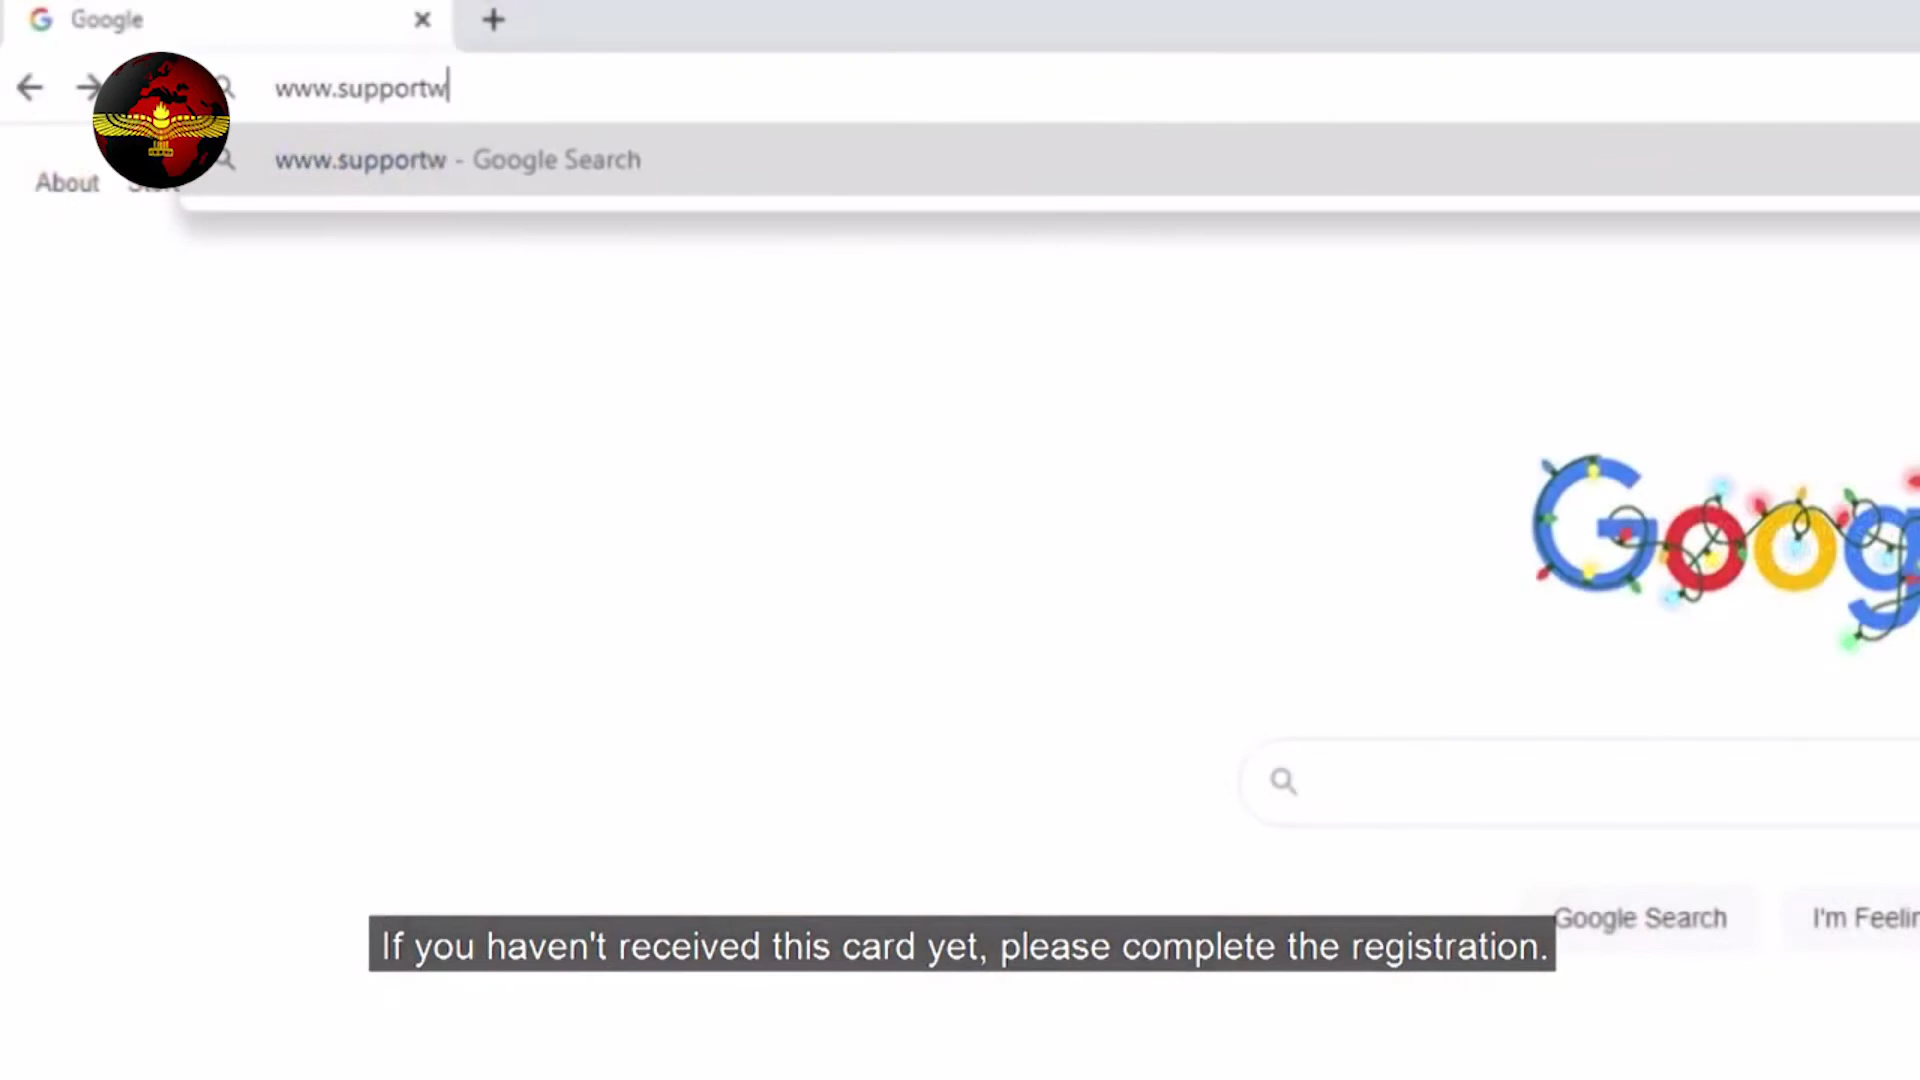 Google
www.supportw
www.supportw - Google Search
About
Goog
Google Search
I'm Feelin
If you haven't received this card yet, please complete the registration.